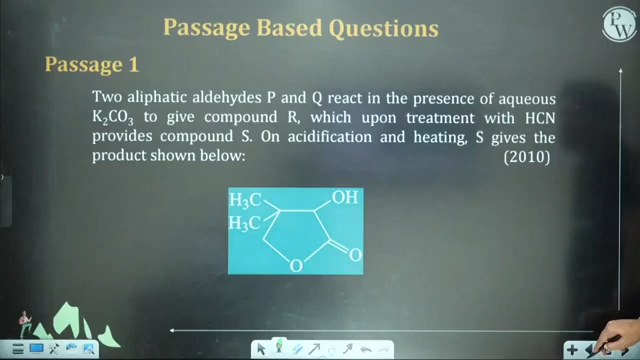 Passage Based Questions
PW
Passage 1
Two aliphatic aldehydes P and Q react in the presence of aqueous
K₂CO₃ to give compound R, which upon treatment with HCN
provides compound S. On acidification and heating, S gives the
product shown below: (2010)
H₃C OH
H₃C
O
O